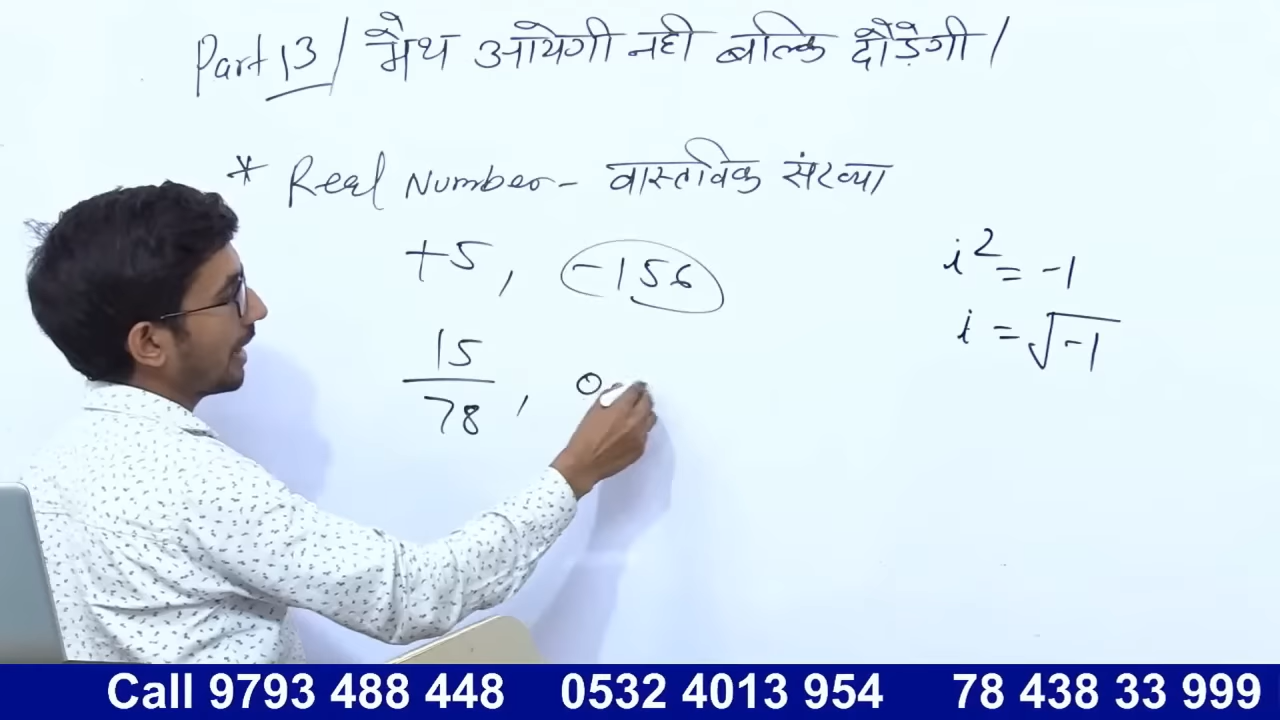 Part 13/ मैथ आयेगी नही बल्कि दौड़ेगी /
* Real Number - वास्तविक संख्या
+5, -156
i² = -1
i = √-1
15/78, 0.
Call 9793 488 448 0532 4013 954 78 438 33 999